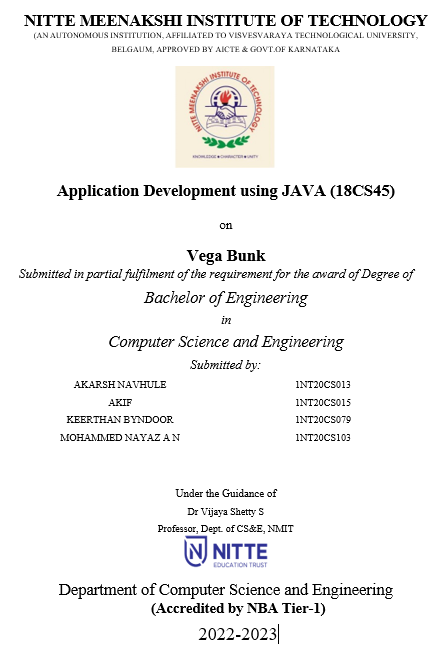 NITTE MEENAKSHI INSTITUTE OF TECHNOLOGY
(AN AUTONOMOUS INSTITUTION, AFFILIATED TO VISVESVARAYA TECHNOLOGICAL UNIVERSITY,
BELGAUM, APPROVED BY AICTE & GOVT.OF KARNATAKA
NITTE MEENAKSHI INSTITUTE OF TECHNOLOGY
KNOWLEDGE ★ CHARACTER ★ UNITY
Application Development using JAVA (18CS45)
on
Vega Bunk
Submitted in partial fulfilment of the requirement for the award of Degree of
Bachelor of Engineering
in
Computer Science and Engineering
Submitted by:
AKARSH NAVHULE 1NT20CS013
AKIF 1NT20CS015
KEERTHAN BYNDOOR 1NT20CS079
MOHAMMED NAYAZ A N 1NT20CS103
Under the Guidance of
Dr Vijaya Shetty S
Professor, Dept. of CS&E, NMIT
NITTE
EDUCATION TRUST
Department of Computer Science and Engineering
(Accredited by NBA Tier-1)
2022-2023